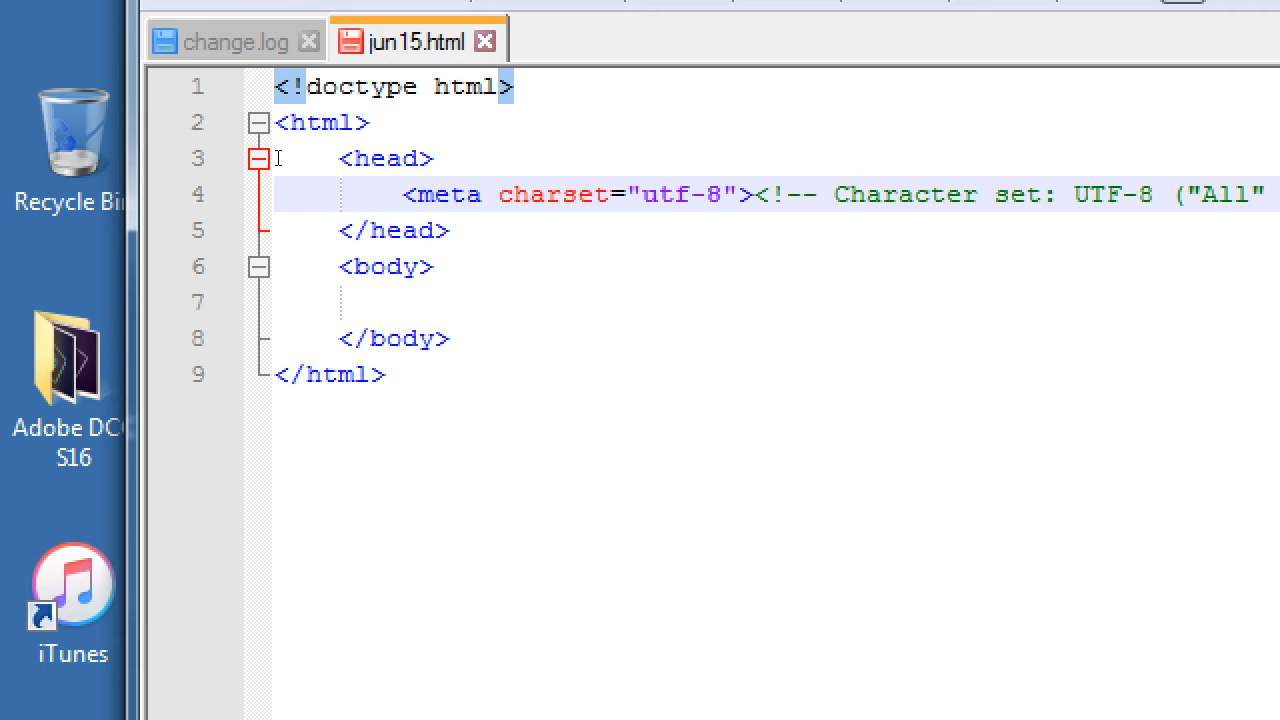 change.log
jun15.html
1 <!doctype html>
2 <html>
3 <head>
4 <meta charset="utf-8"><!-- Character set: UTF-8 ("All"
5 </head>
6 <body>
7
8 </body>
9 </html>
Recycle Bin
Adobe DC
S16
iTunes